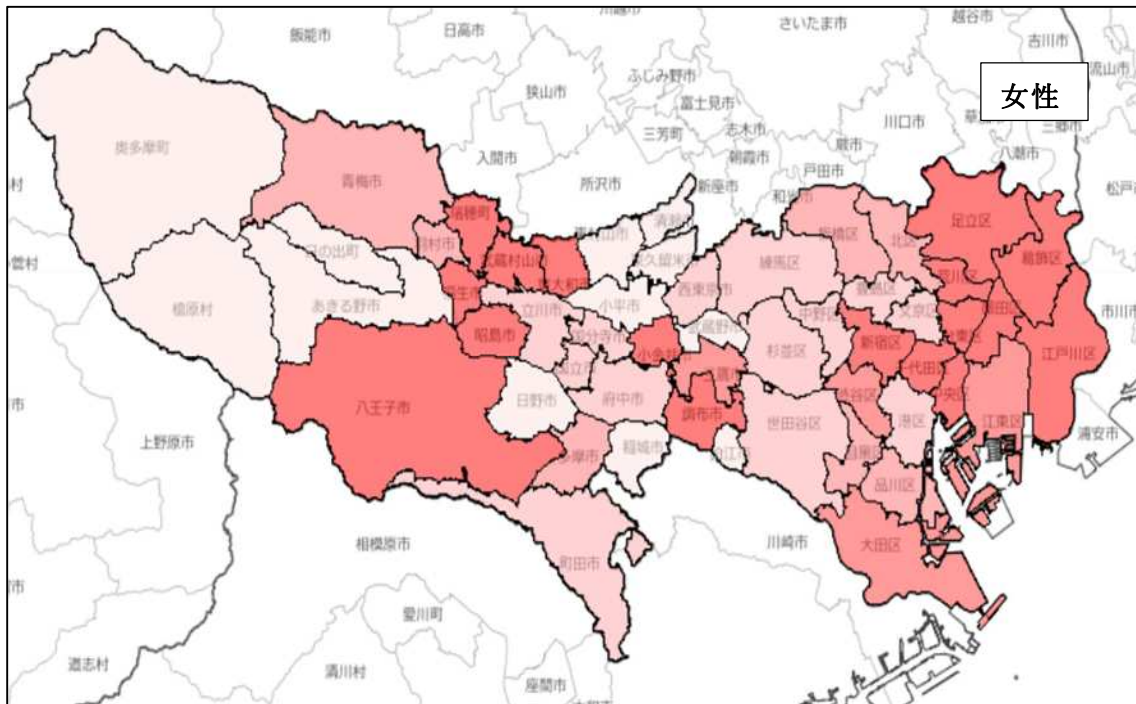 飯能市
日高市
川越市
さいたま市
越谷市
吉川市
流山市
女性
ふじみ野市
狭山市
富士見市
川口市
三郷市
三芳町
志木市
蕨市
八潮市
奥多摩町
入間市
朝霞市
戸田市
青梅市
所沢市
新座市
松戸市
瑞穂町
清瀬市
足立区
羽村市
東村山市
板橋区
北区
日の出町
武蔵村山市
東久留米市
練馬区
葛飾区
東大和市
荒川区
福生市
西東京市
豊島区
檜原村
あきる野市
立川市
小平市
中野区
文京区
墨田区
市川市
昭島市
国分寺市
武蔵野市
新宿区
台東区
小金井市
杉並区
江戸川区
国立市
三鷹市
千代田区
八王子市
日野市
府中市
渋谷区
中央区
調布市
世田谷区
港区
江東区
浦安市
上野原市
稲城市
狛江市
目黒区
多摩市
品川区
相模原市
川崎市
大田区
町田市
愛川町
道志村
清川村
座間市